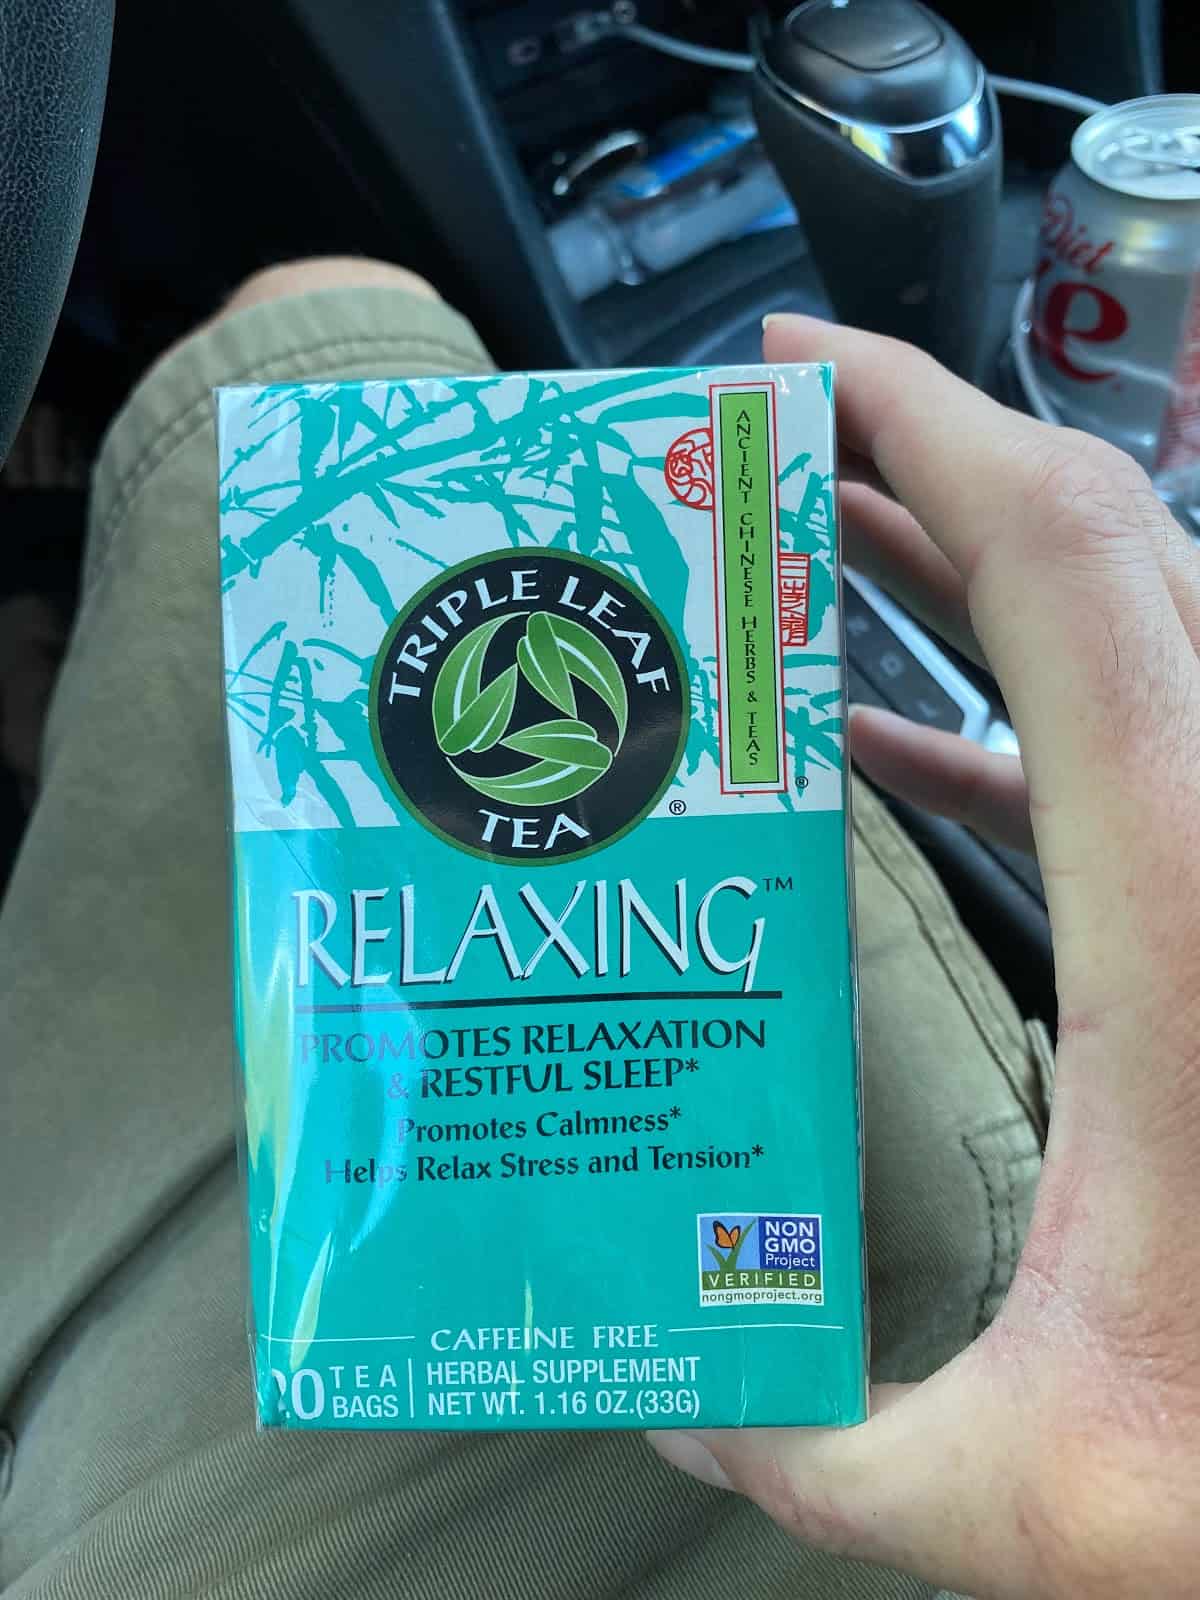 ANCIENT CHINESE HERBS & TEAS
TRIPLE LEAF
TEA
®
®
RELAXING™
PROMOTES RELAXATION
& RESTFUL SLEEP*
Promotes Calmness*
Helps Relax Stress and Tension*
NON
GMO
Project
VERIFIED
nongmoproject.org
CAFFEINE FREE
20 TEA BAGS
HERBAL SUPPLEMENT
NET WT. 1.16 OZ.(33G)
Diet
ke
N
D
L